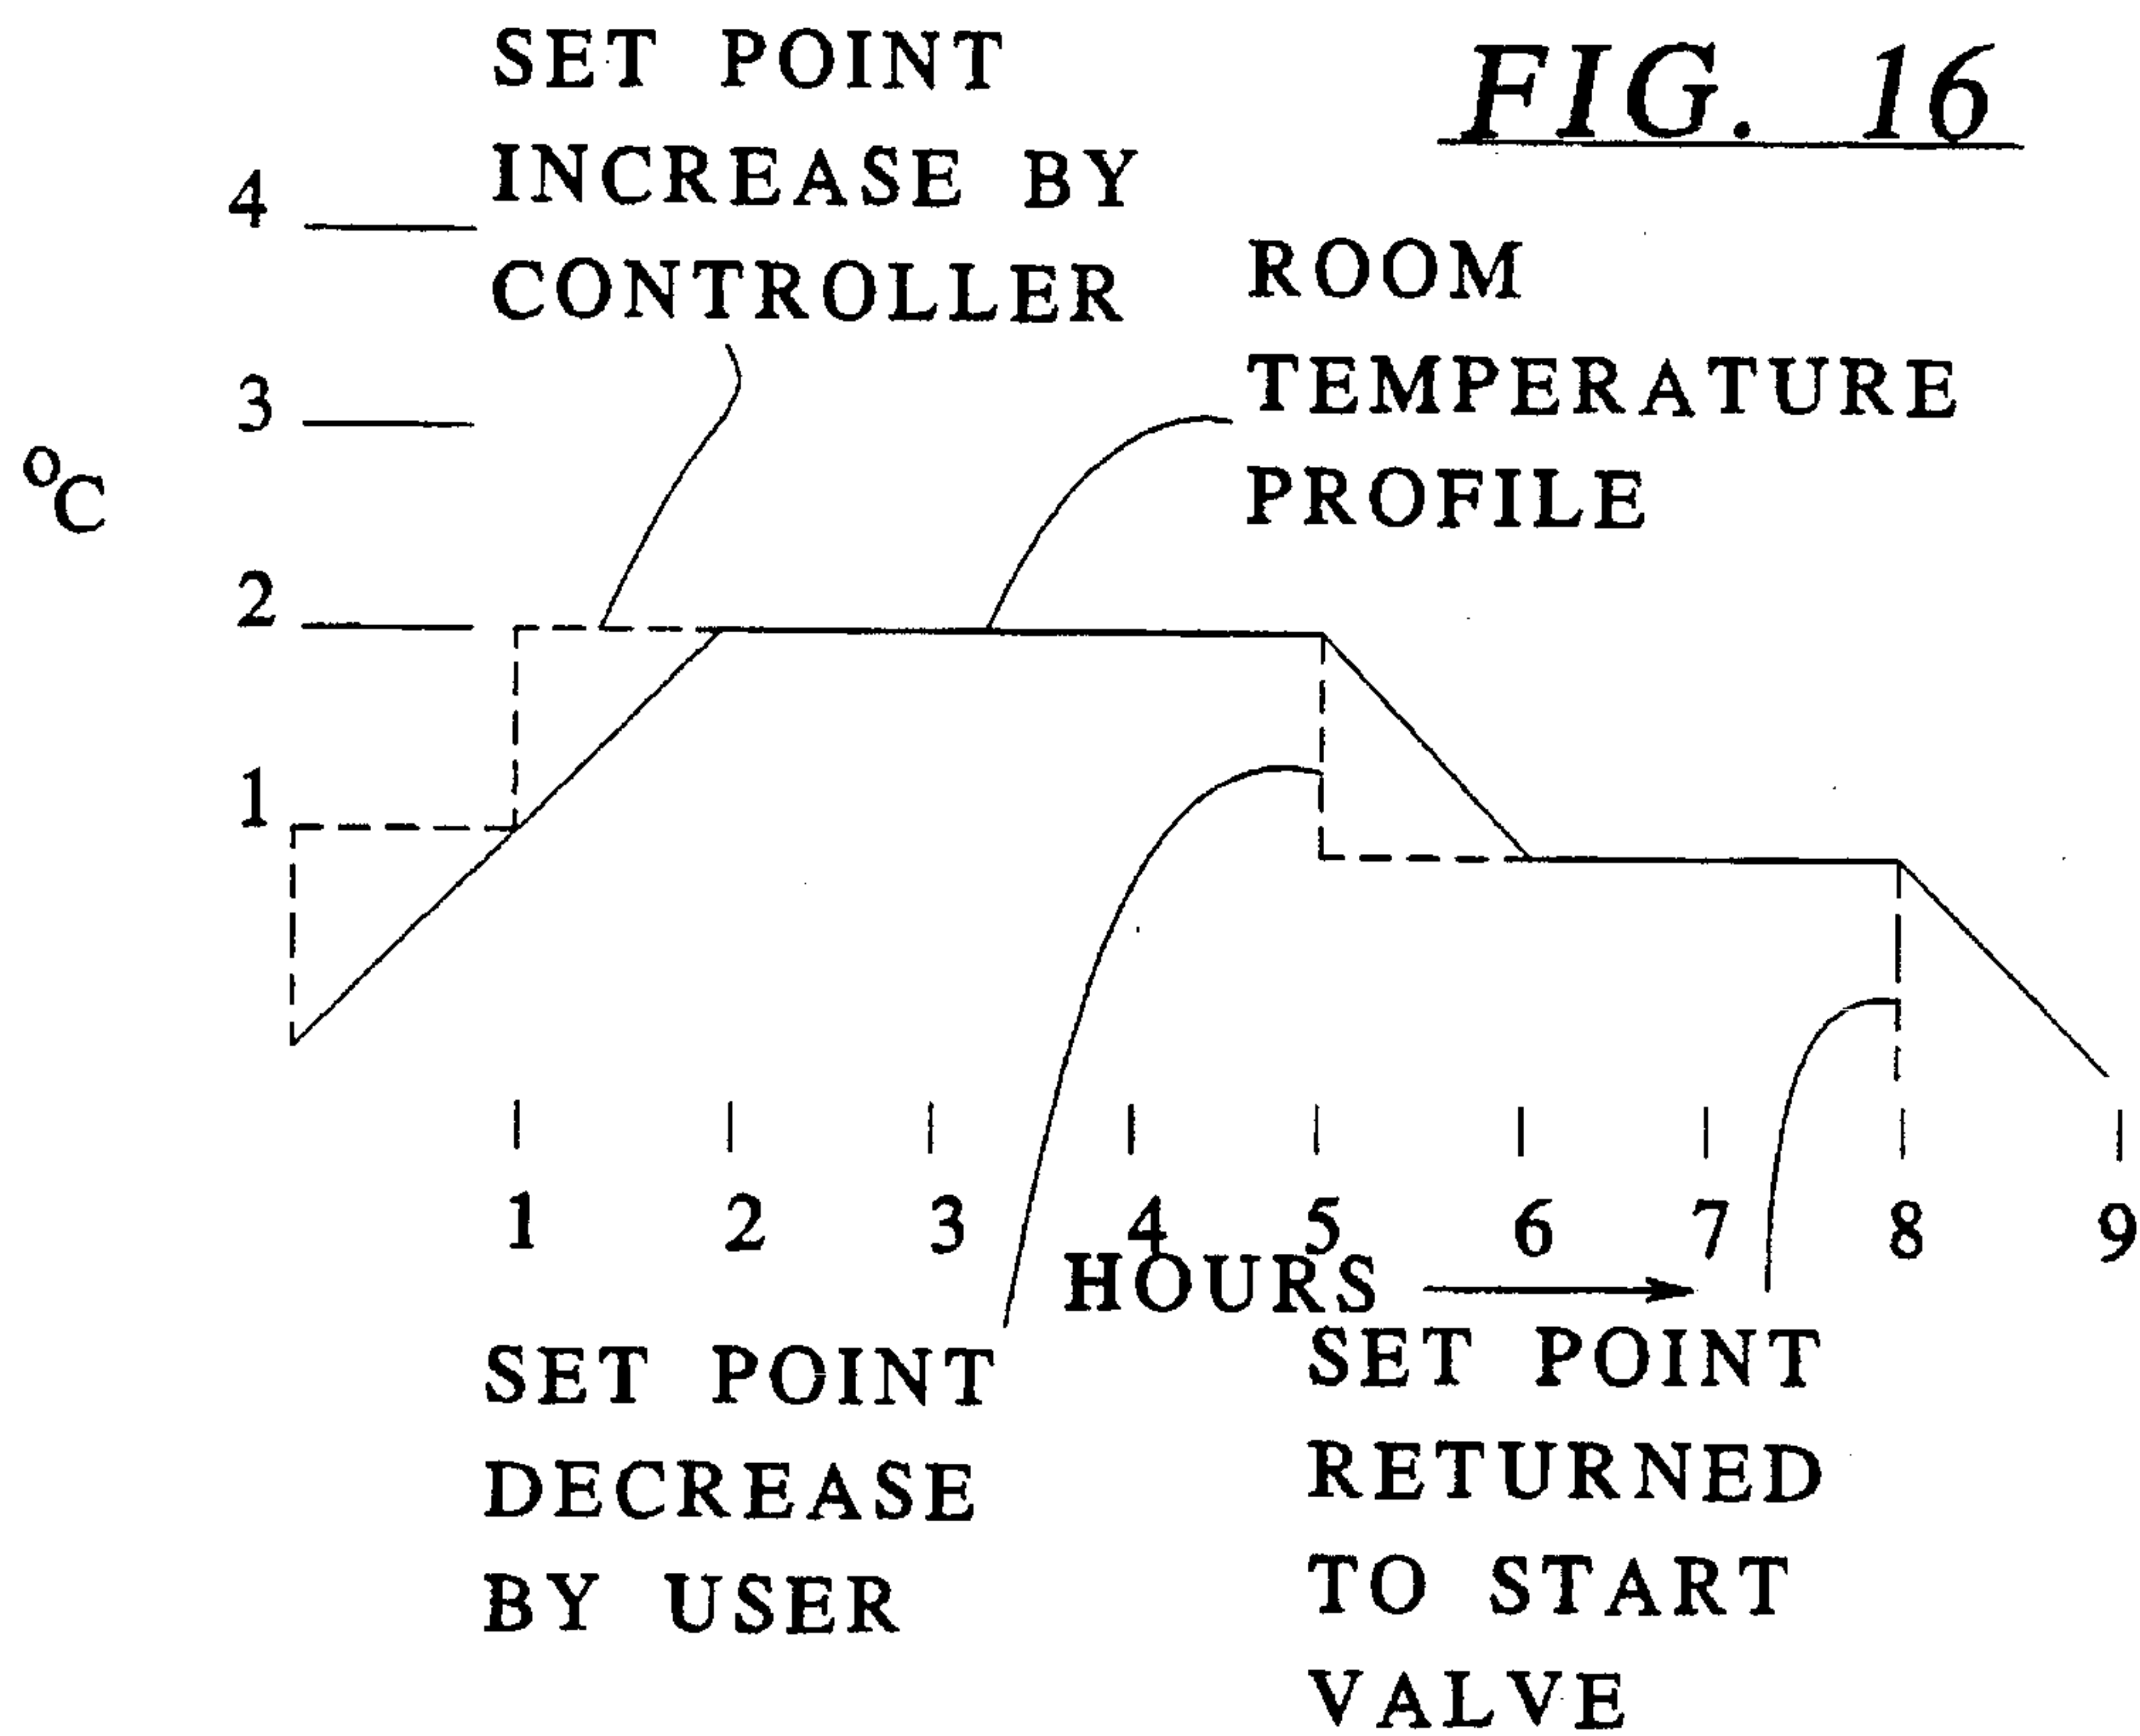 FIG. 16
SET POINT
INCREASE BY
CONTROLLER
ROOM
TEMPERATURE
PROFILE
4
3
°C
2
1
1 2 3 4 5 6 7 8 9
HOURS
SET POINT
DECREASE
BY USER
SET POINT
RETURNED
TO START
VALVE